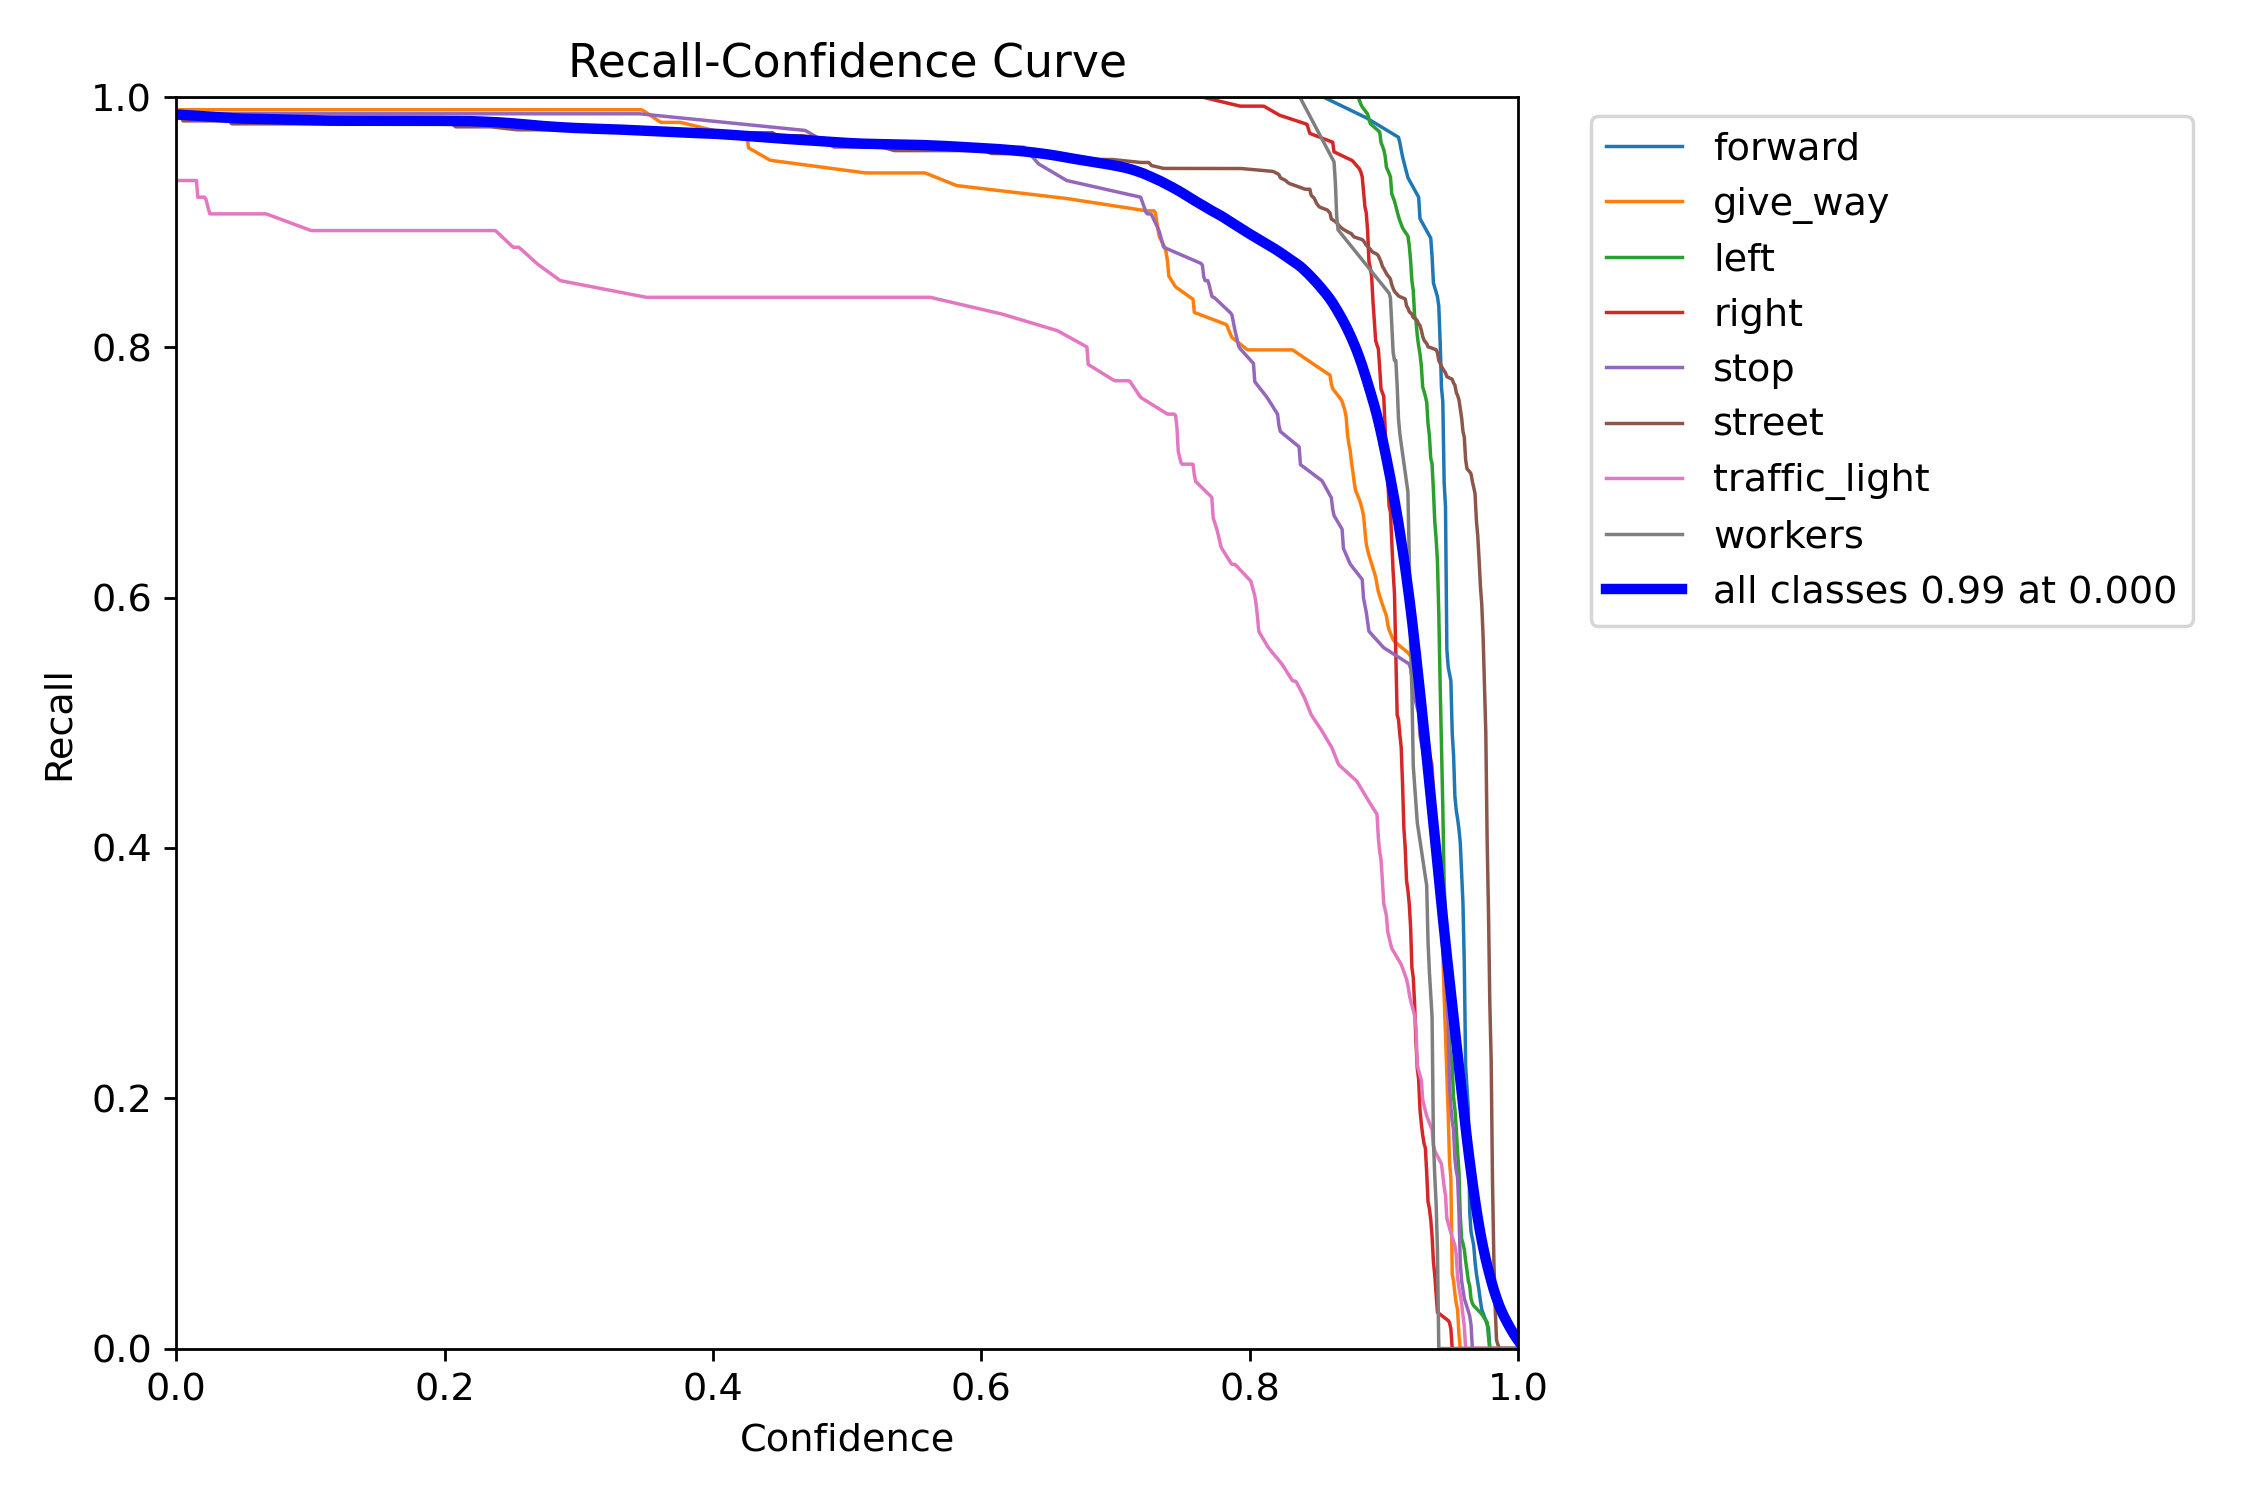 Recall-Confidence Curve
1.0
0.8
0.6
0.4
0.2
0.0
Recall
0.0 0.2 0.4 0.6 0.8 1.0
Confidence
forward
give_way
left
right
stop
street
traffic_light
workers
all classes 0.99 at 0.000